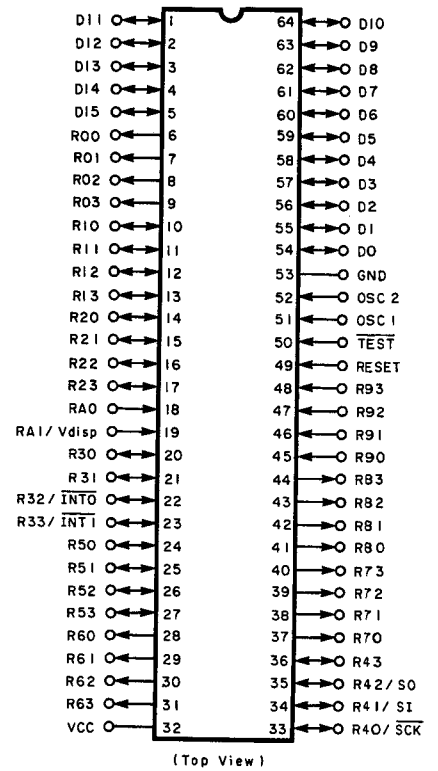 D11 1 64 D10
D12 2 63 D9
D13 3 62 D8
D14 4 61 D7
D15 5 60 D6
R00 6 59 D5
R01 7 58 D4
R02 8 57 D3
R03 9 56 D2
R10 10 55 D1
R11 11 54 D0
R12 12 53 GND
R13 13 52 OSC 2
R20 14 51 OSC 1
R21 15 50 TEST
R22 16 49 RESET
R23 17 48 R93
RA0 18 47 R92
RA1/ Vdisp 19 46 R91
R30 20 45 R90
R31 21 44 R83
R32/ INT0 22 43 R82
R33/ INT1 23 42 R81
R50 24 41 R80
R51 25 40 R73
R52 26 39 R72
R53 27 38 R71
R60 28 37 R70
R61 29 36 R43
R62 30 35 R42/ SO
R63 31 34 R41/ SI
VCC 32 33 R40/ SCK
(Top View)